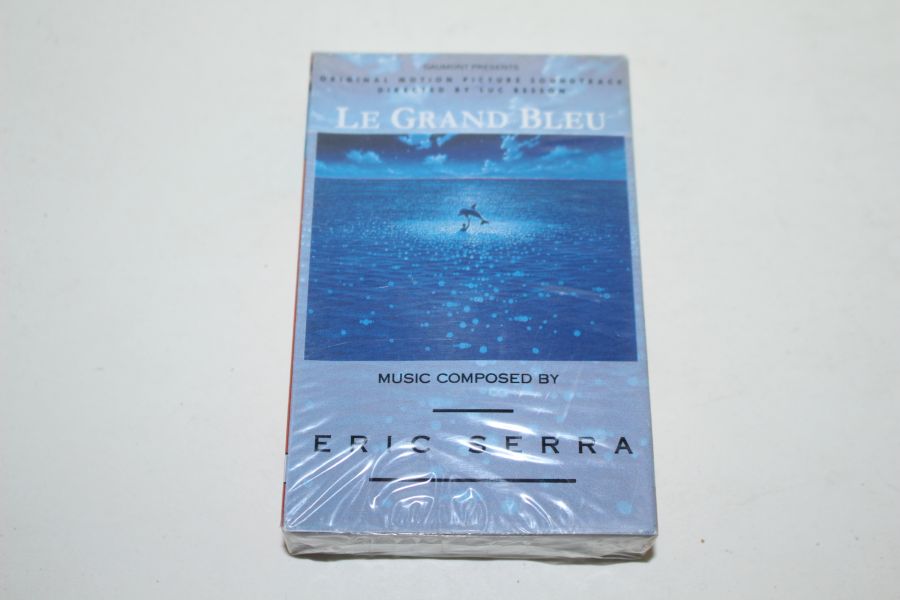 GAUMONT PRESENTS
ORIGINAL MOTION PICTURE SOUNDTRACK
DIRECTED BY LUC BESSON
LE GRAND BLEU
MUSIC COMPOSED BY
ERIC SERRA